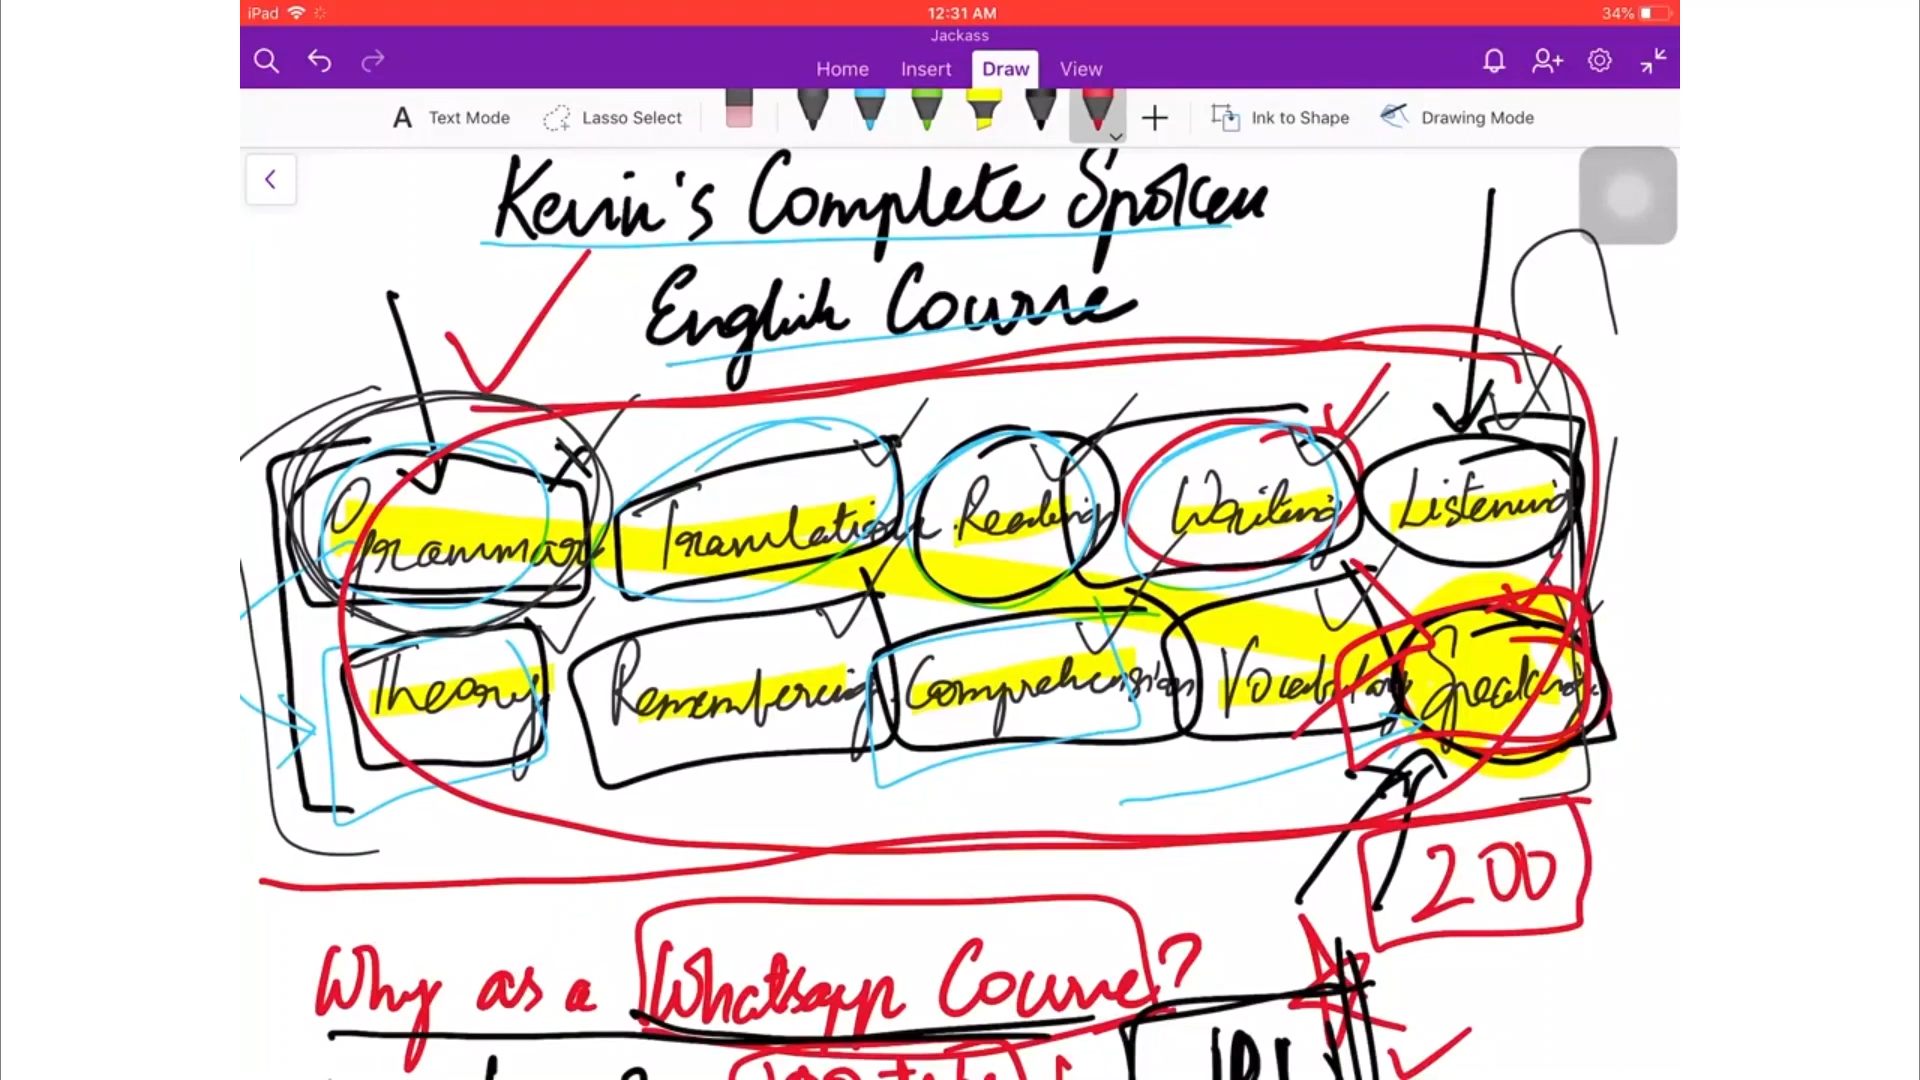 iPad 12:31 AM 34%
Jackass
Home Insert Draw View
A Text Mode Lasso Select Ink to Shape Drawing Mode
Kevin's Complete Spoken
English Course
Grammar Translation Reading Writing Listening
Theory Remembering Comprehension Vocabulary Speaking
200
Why as a Whatsapp Course?